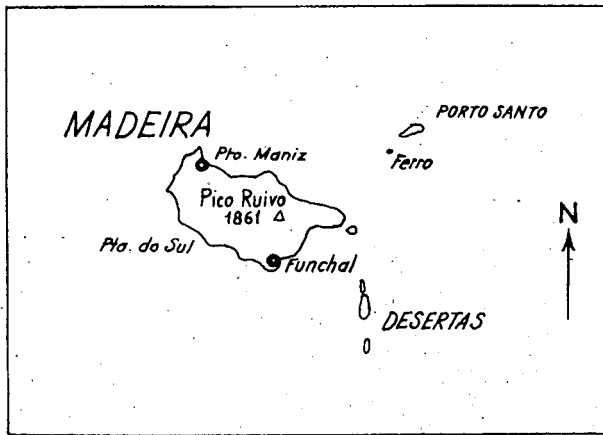 PORTO SANTO
MADEIRA
Pto. Maniz
Ferro
Pico Ruivo
1861
N
Pta. do Sul
Funchal
DESERTAS